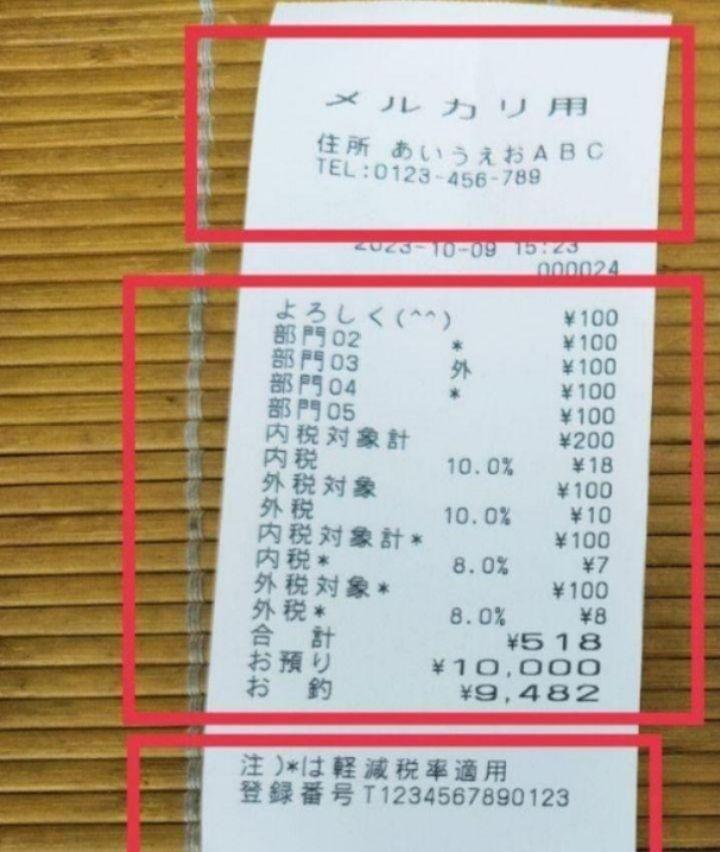 メルカリ用
住所 あいうえおABC
TEL:0123-456-789
2023-10-09 15:23
000024
よろしく(^^) ¥100
部門02 * ¥100
部門03 外 ¥100
部門04 * ¥100
部門05 ¥100
内税対象計 ¥200
内税 10.0% ¥18
外税対象 ¥100
外税 10.0% ¥10
内税対象計* ¥100
内税* 8.0% ¥7
外税対象* ¥100
外税* 8.0% ¥8
合 計 ¥518
お預り ¥10,000
お 釣 ¥9,482
注)*は軽減税率適用
登録番号T1234567890123